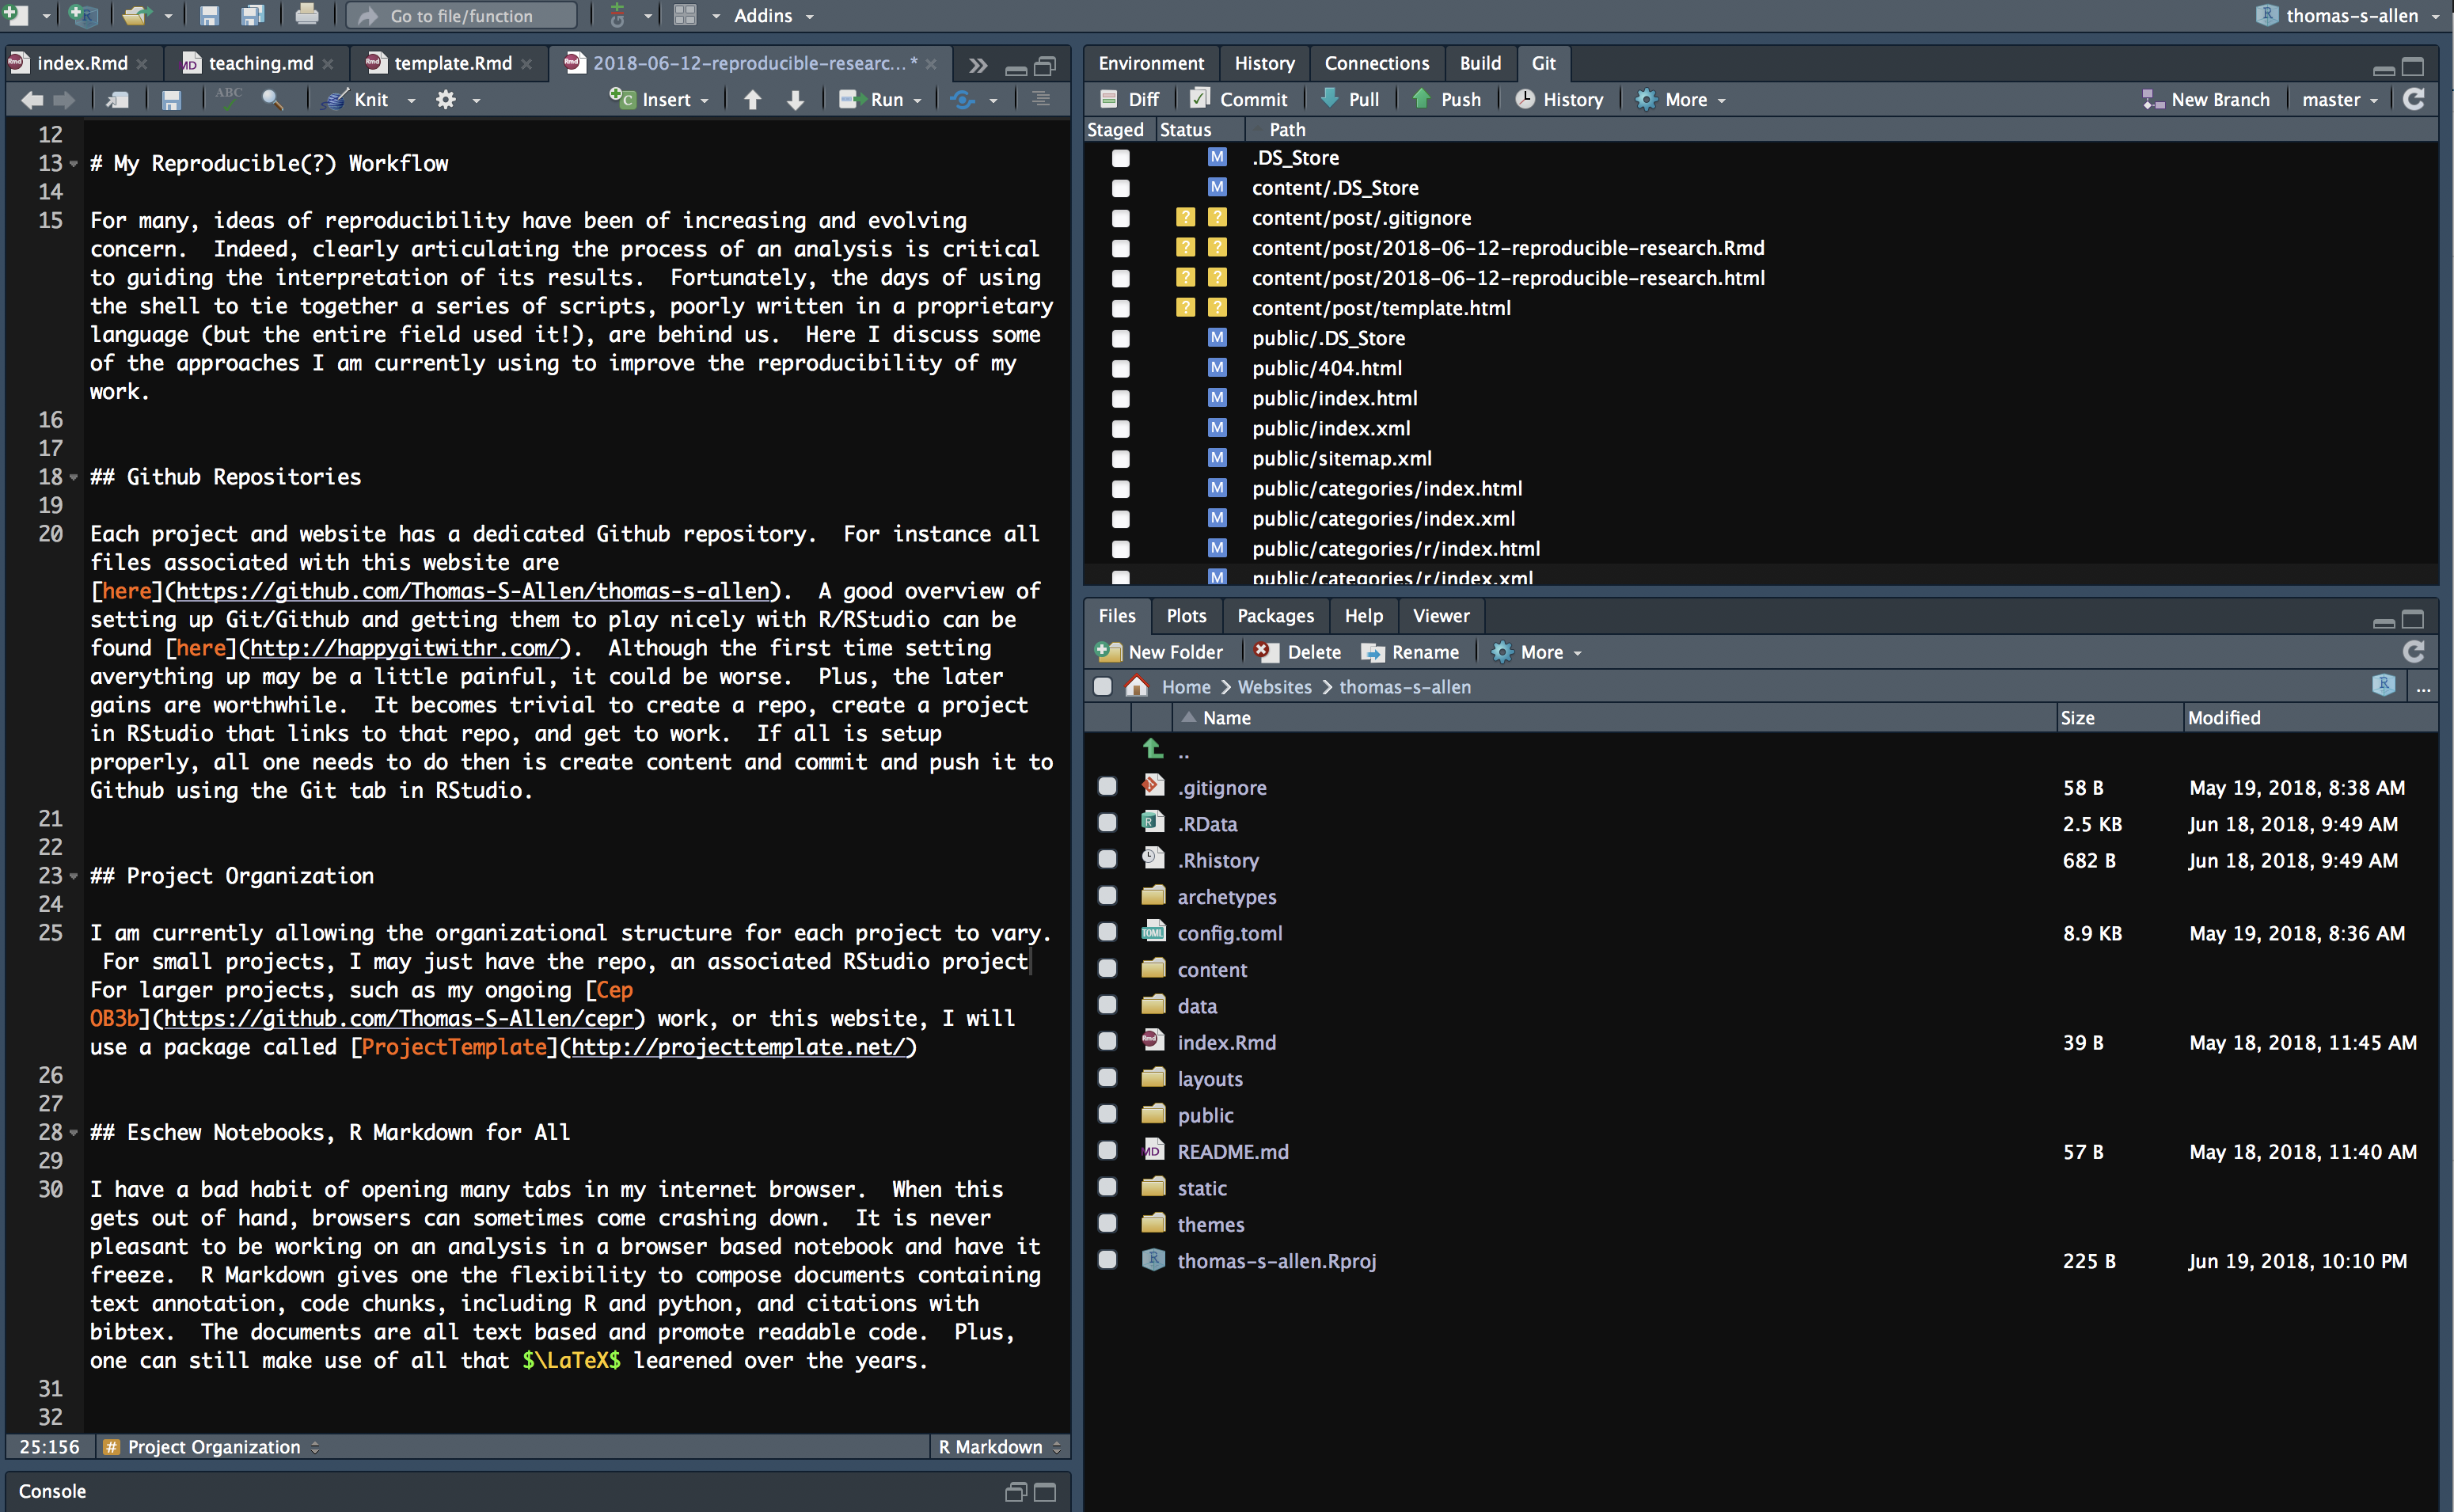 Go to file/function
Addins
thomas-s-allen
index.Rmd
teaching.md
template.Rmd
2018-06-12-reproducible-researc...*
ABC
Knit
Insert
Run
12
13 # My Reproducible(?) Workflow
14
15 For many, ideas of reproducibility have been of increasing and evolving
concern.  Indeed, clearly articulating the process of an analysis is critical
to guiding the interpretation of its results.  Fortunately, the days of using
the shell to tie together a series of scripts, poorly written in a proprietary
language (but the entire field used it!), are behind us.  Here I discuss some
of the approaches I am currently using to improve the reproducibility of my
work.
16
17
18 ## Github Repositories
19
20 Each project and website has a dedicated Github repository.  For instance all
files associated with this website are
[here](https://github.com/Thomas-S-Allen/thomas-s-allen).  A good overview of
setting up Git/Github and getting them to play nicely with R/RStudio can be
found [here](http://happygitwithr.com/).  Although the first time setting
averything up may be a little painful, it could be worse.  Plus, the later
gains are worthwhile.  It becomes trivial to create a repo, create a project
in RStudio that links to that repo, and get to work.  If all is setup
properly, all one needs to do then is create content and commit and push it to
Github using the Git tab in RStudio.
21
22
23 ## Project Organization
24
25 I am currently allowing the organizational structure for each project to vary.
For small projects, I may just have the repo, an associated RStudio project
For larger projects, such as my ongoing [Cep
OB3b](https://github.com/Thomas-S-Allen/cepr) work, or this website, I will
use a package called [ProjectTemplate](http://projecttemplate.net/)
26
27
28 ## Eschew Notebooks, R Markdown for All
29
30 I have a bad habit of opening many tabs in my internet browser.  When this
gets out of hand, browsers can sometimes come crashing down.  It is never
pleasant to be working on an analysis in a browser based notebook and have it
freeze.  R Markdown gives one the flexibility to compose documents containing
text annotation, code chunks, including R and python, and citations with
bibtex.  The documents are all text based and promote readable code.  Plus,
one can still make use of all that $\LaTeX$ learened over the years.
31
32
25:156 # Project Organization R Markdown
Console
Environment History Connections Build Git
Diff Commit Pull Push History More New Branch master
Staged Status Path
M .DS_Store
M content/.DS_Store
? ? content/post/.gitignore
? ? content/post/2018-06-12-reproducible-research.Rmd
? ? content/post/2018-06-12-reproducible-research.html
? ? content/post/template.html
M public/.DS_Store
M public/404.html
M public/index.html
M public/index.xml
M public/sitemap.xml
M public/categories/index.html
M public/categories/index.xml
M public/categories/r/index.html
M public/categories/r/index.xml
Files Plots Packages Help Viewer
New Folder Delete Rename More
Home Websites thomas-s-allen R ...
Name Size Modified
..
.gitignore 58 B May 19, 2018, 8:38 AM
.RData 2.5 KB Jun 18, 2018, 9:49 AM
.Rhistory 682 B Jun 18, 2018, 9:49 AM
archetypes
TOML config.toml 8.9 KB May 19, 2018, 8:36 AM
content
data
index.Rmd 39 B May 18, 2018, 11:45 AM
layouts
public
MD README.md 57 B May 18, 2018, 11:40 AM
static
themes
thomas-s-allen.Rproj 225 B Jun 19, 2018, 10:10 PM